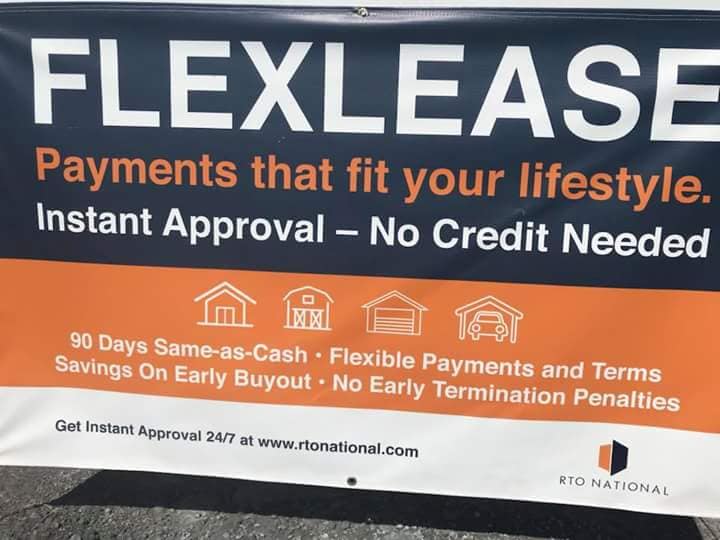 FLEXLEASE
Payments that fit your lifestyle.
Instant Approval – No Credit Needed
90 Days Same-as-Cash • Flexible Payments and Terms
Savings On Early Buyout • No Early Termination Penalties
Get Instant Approval 24/7 at www.rtonational.com
RTO NATIONAL